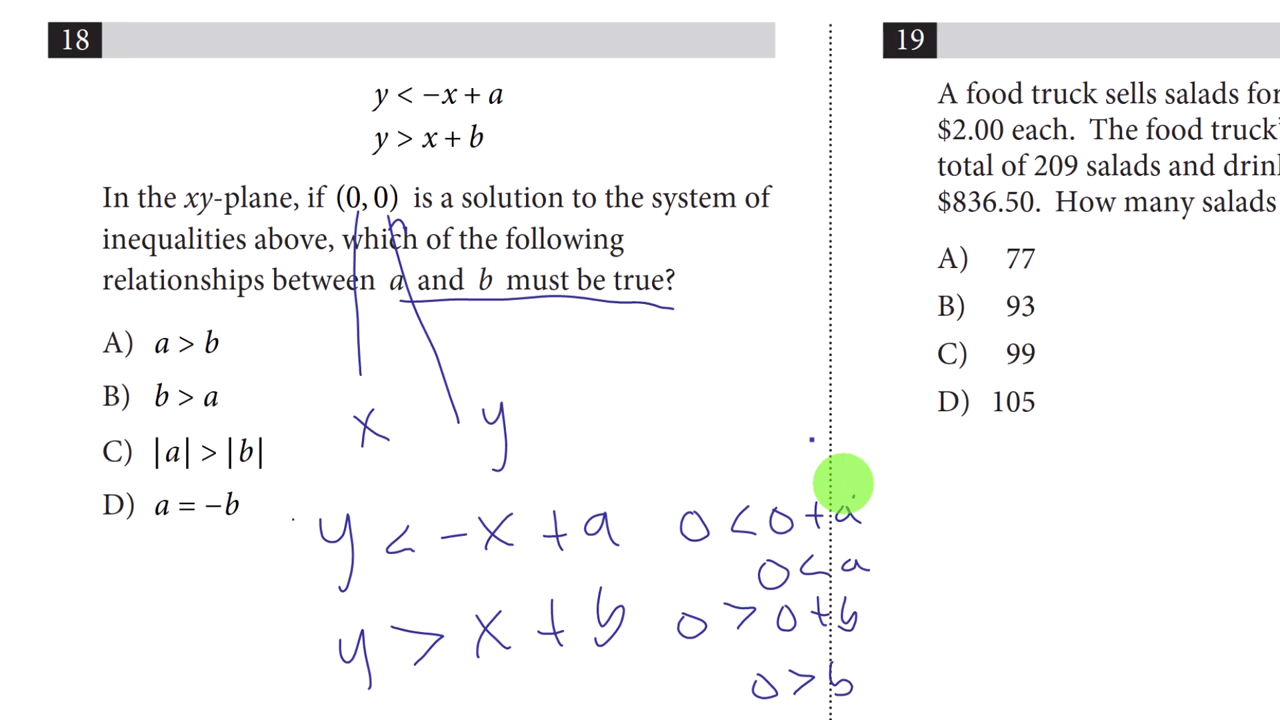 18
y < −x + a
y > x + b
In the xy-plane, if (0, 0) is a solution to the system of
inequalities above, which of the following
relationships between a and b must be true?
A) a > b
B) b > a
C) |a| > |b|
D) a = −b
x y
y < -x + a 0 < 0 + a
0 < a
y > x + b 0 > 0 + b
0 > b
19
A food truck sells salads for
$2.00 each. The food truck'
total of 209 salads and drin
$836.50. How many salads
A) 77
B) 93
C) 99
D) 105